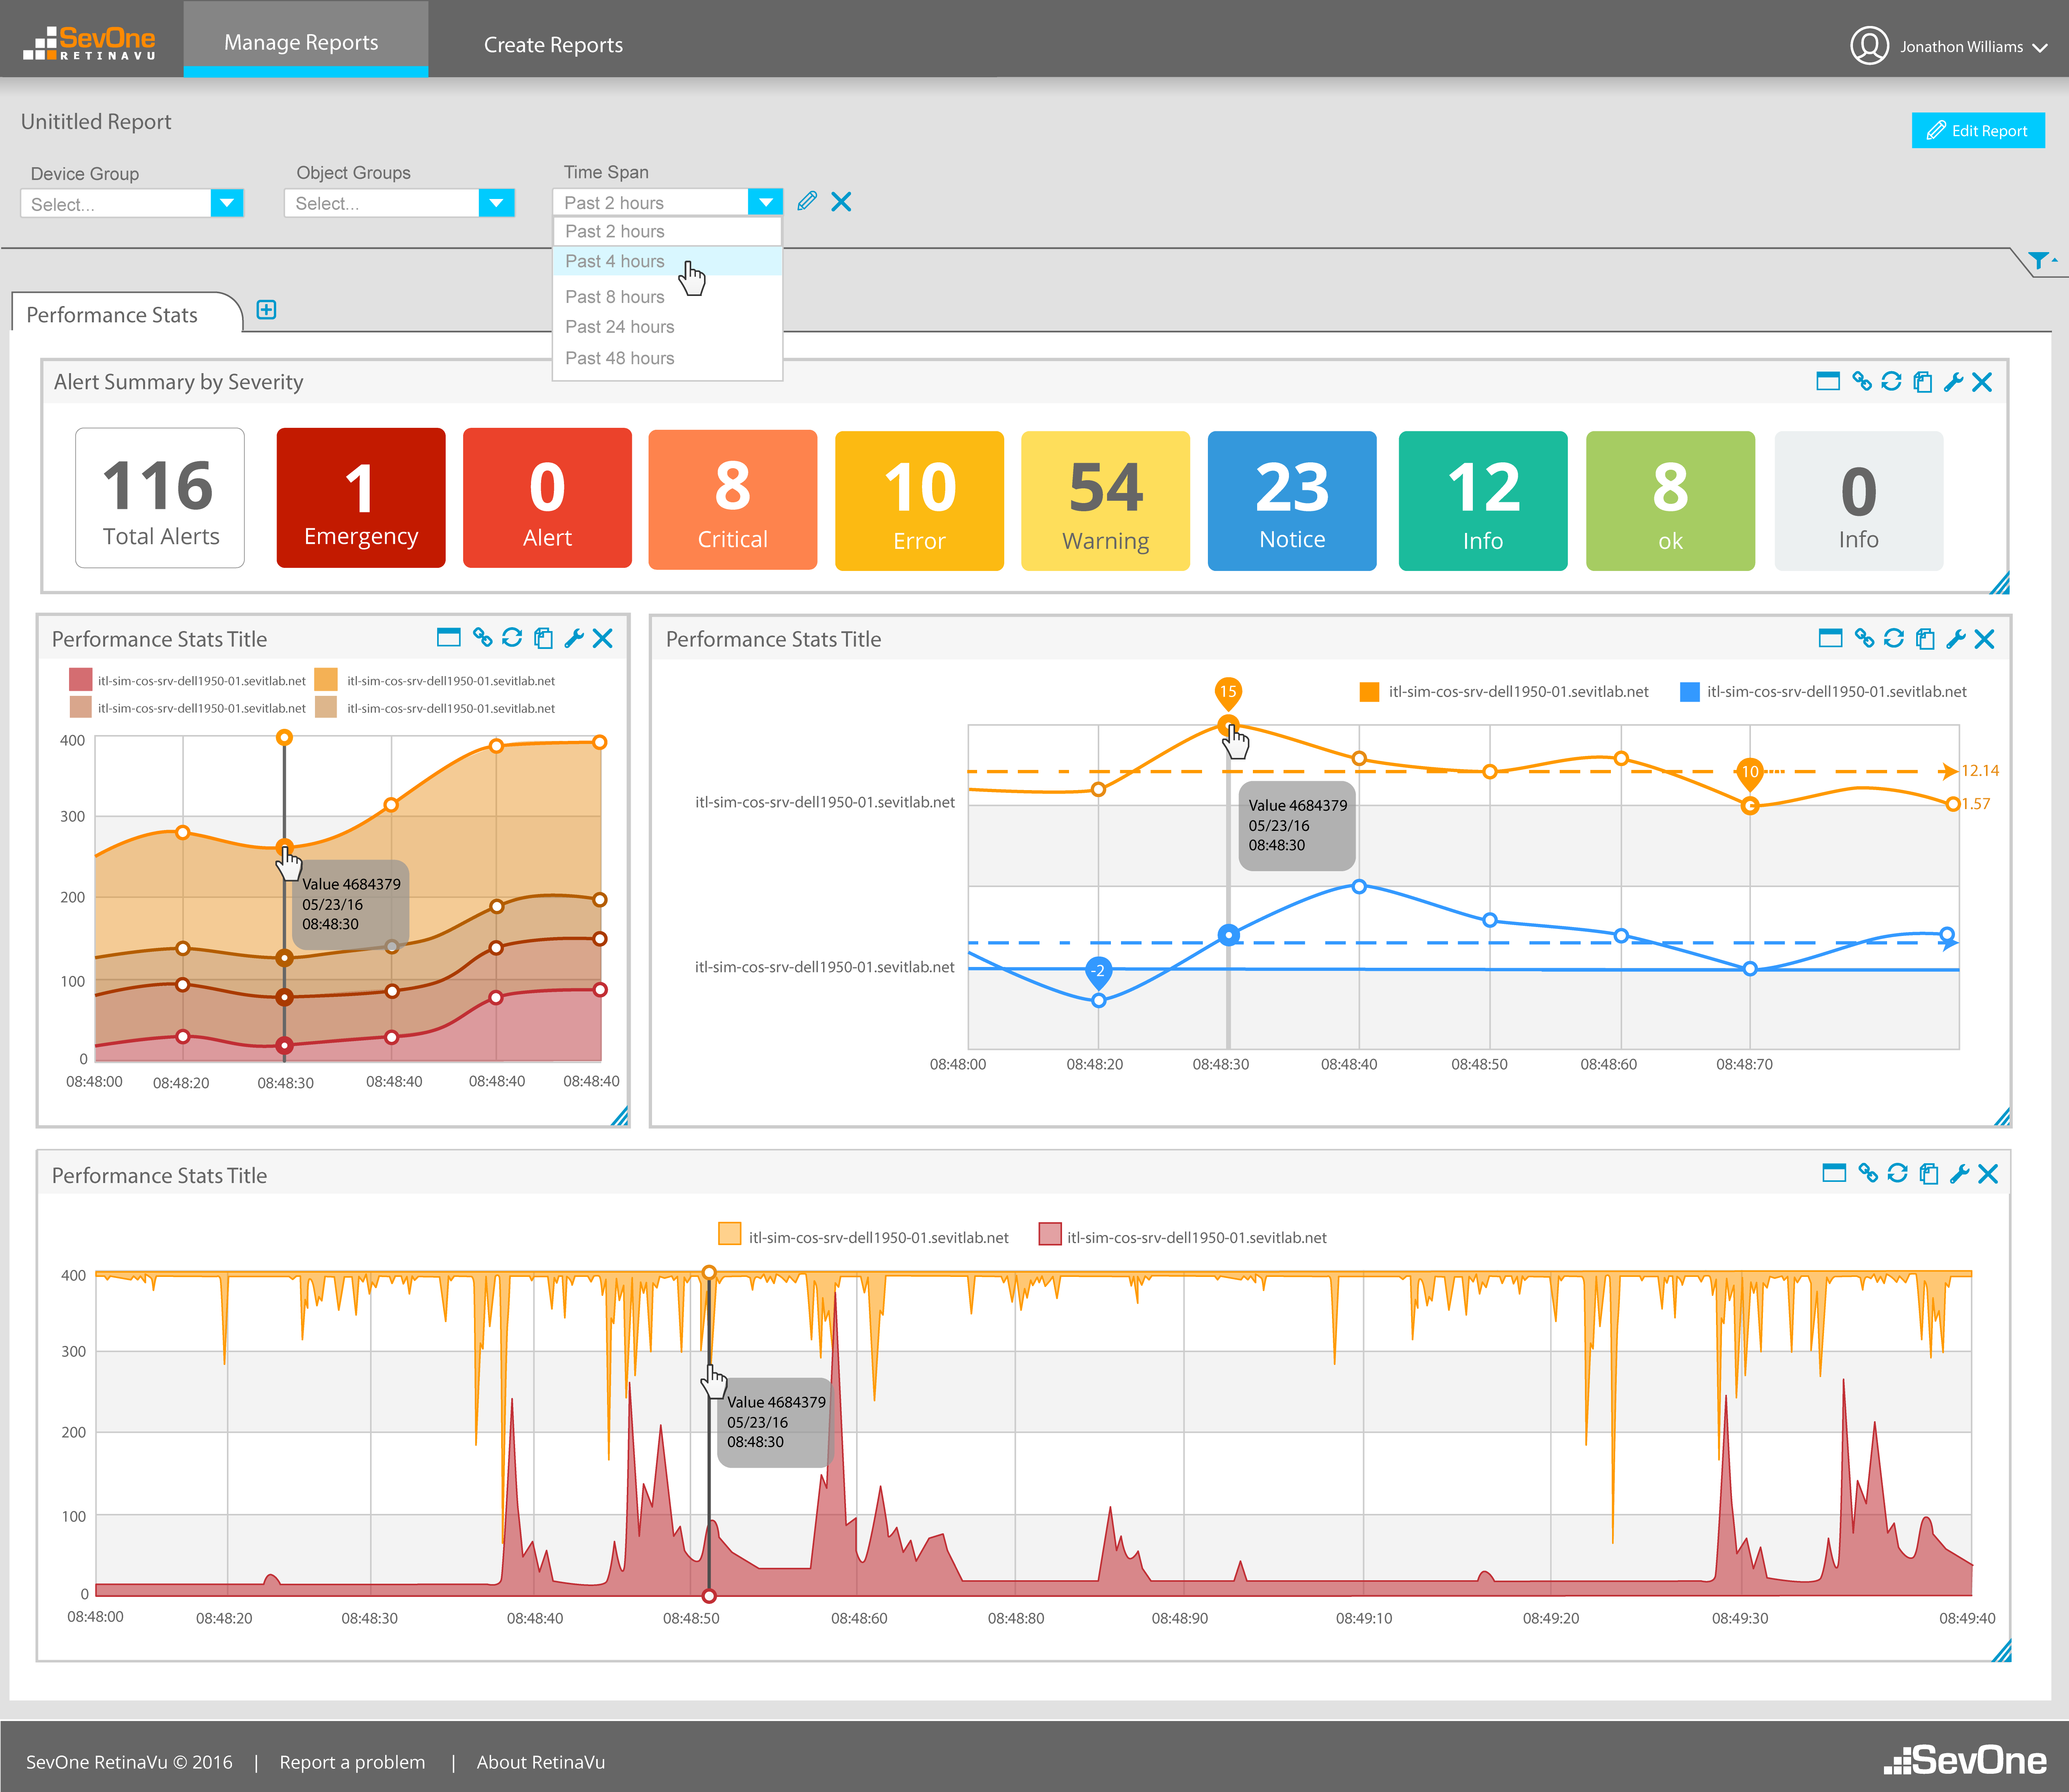 SevOne
RETINAVU
Manage Reports
Create Reports
Jonathon Williams
Unititled Report
Edit Report
Device Group
Object Groups
Time Span
Select...
Select...
Past 2 hours
Past 2 hours
Past 4 hours
Past 8 hours
Past 24 hours
Past 48 hours
Performance Stats
Alert Summary by Severity
116
Total Alerts
1
Emergency
0
Alert
8
Critical
10
Error
54
Warning
23
Notice
12
Info
8
ok
0
Info
Performance Stats Title
itl-sim-cos-srv-dell1950-01.sevitlab.net
itl-sim-cos-srv-dell1950-01.sevitlab.net
itl-sim-cos-srv-dell1950-01.sevitlab.net
itl-sim-cos-srv-dell1950-01.sevitlab.net
400
300
200
100
0
Value 4684379
05/23/16
08:48:30
08:48:00
08:48:20
08:48:30
08:48:40
08:48:40
08:48:40
Performance Stats Title
itl-sim-cos-srv-dell1950-01.sevitlab.net
itl-sim-cos-srv-dell1950-01.sevitlab.net
15
10
12.14
1.57
itl-sim-cos-srv-dell1950-01.sevitlab.net
Value 4684379
05/23/16
08:48:30
itl-sim-cos-srv-dell1950-01.sevitlab.net
-2
08:48:00
08:48:20
08:48:30
08:48:40
08:48:50
08:48:60
08:48:70
Performance Stats Title
itl-sim-cos-srv-dell1950-01.sevitlab.net
itl-sim-cos-srv-dell1950-01.sevitlab.net
400
300
200
100
0
Value 4684379
05/23/16
08:48:30
08:48:00
08:48:20
08:48:30
08:48:40
08:48:50
08:48:60
08:48:80
08:48:90
08:49:10
08:49:20
08:49:30
08:49:40
SevOne RetinaVu © 2016 | Report a problem | About RetinaVu
SevOne